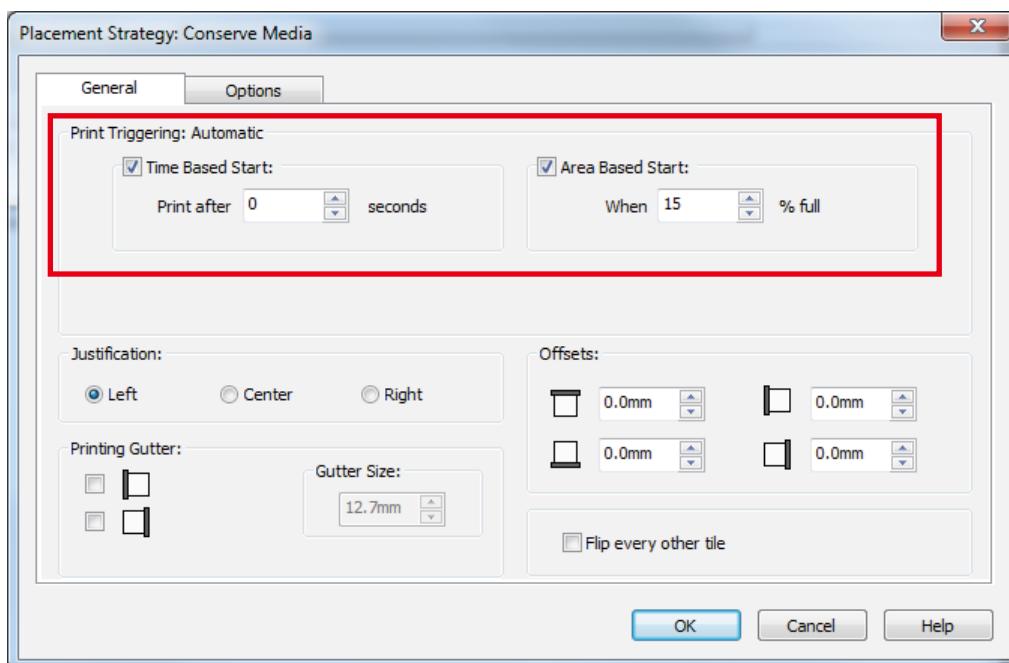 Placement Strategy: Conserve Media
General Options
Print Triggering: Automatic
Time Based Start: Area Based Start:
Print after 0 seconds When 15 % full
Justification: Offsets:
Left Center Right
0.0mm 0.0mm
Printing Gutter:
0.0mm 0.0mm
Gutter Size:
12.7mm
Flip every other tile
OK Cancel Help